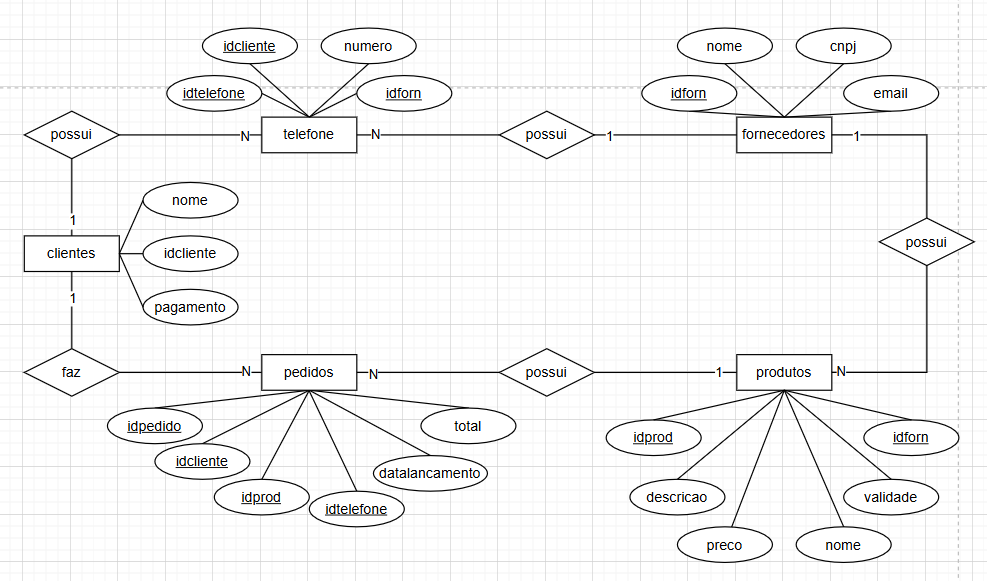 idcliente
numero
nome
cnpj
idtelefone
idforn
idforn
email
possui
N
telefone
N
possui
1
fornecedores
1
nome
1
clientes
idcliente
possui
1
pagamento
faz
N
pedidos
N
possui
1
produtos
N
idpedido
total
idprod
idforn
idcliente
datalancamento
idprod
idtelefone
descricao
validade
preco
nome